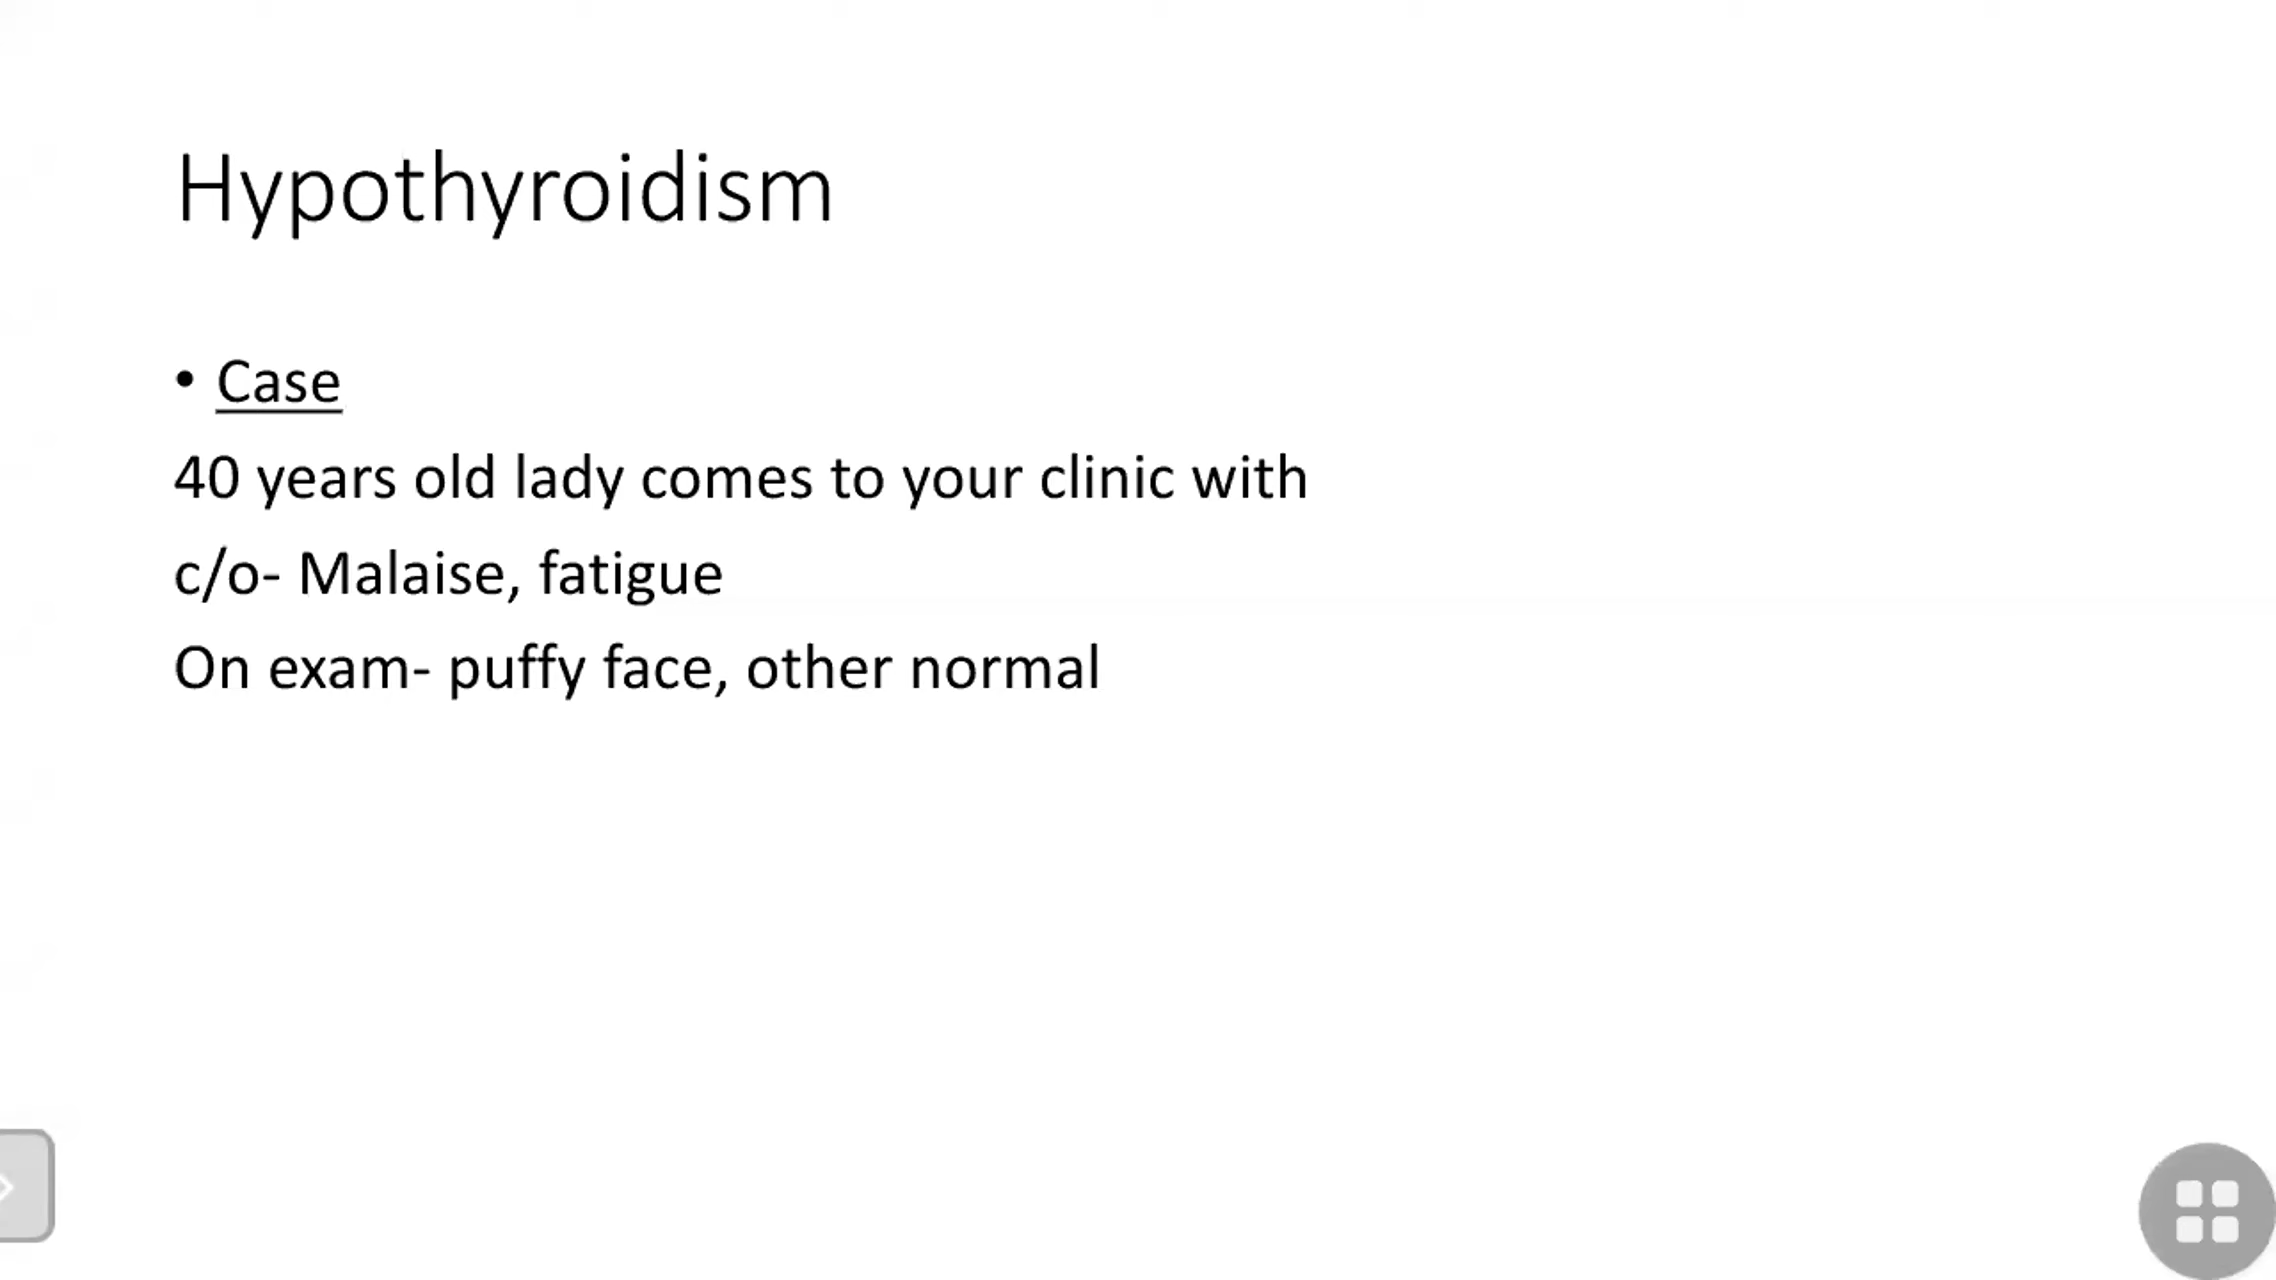 Hypothyroidism
• Case
40 years old lady comes to your clinic with
c/o- Malaise, fatigue
On exam- puffy face, other normal